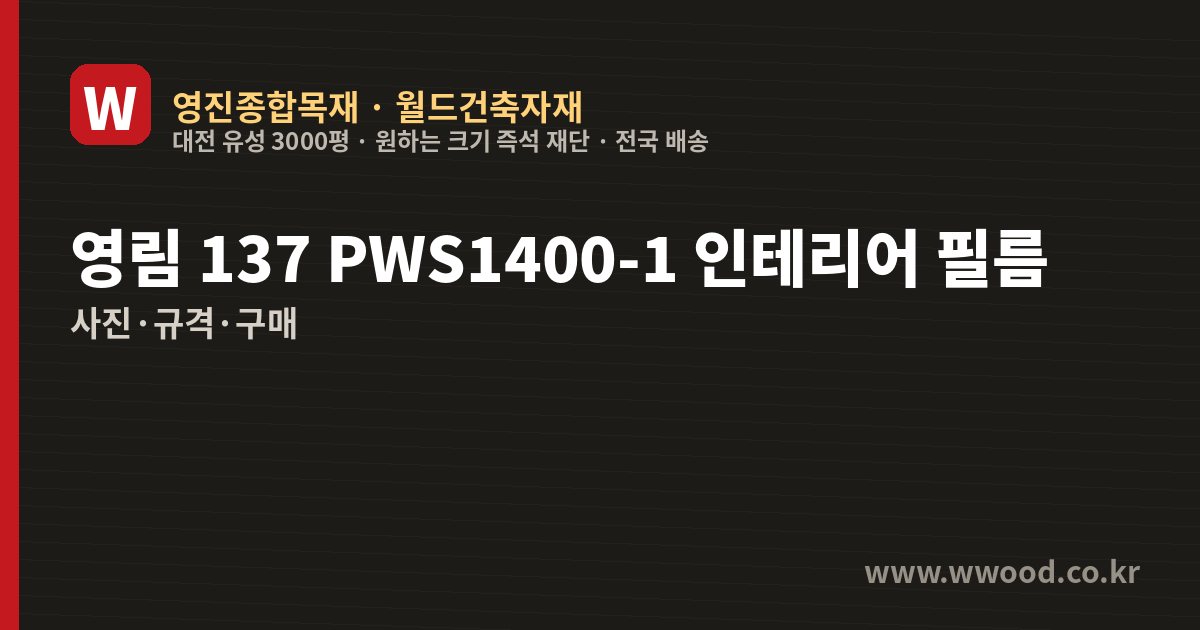 W
영진종합목재 · 월드건축자재
대전 유성 3000평 · 원하는 크기 즉석 재단 · 전국 배송
영림 137 PWS1400-1 인테리어 필름
사진·규격·구매
www.wwood.co.kr